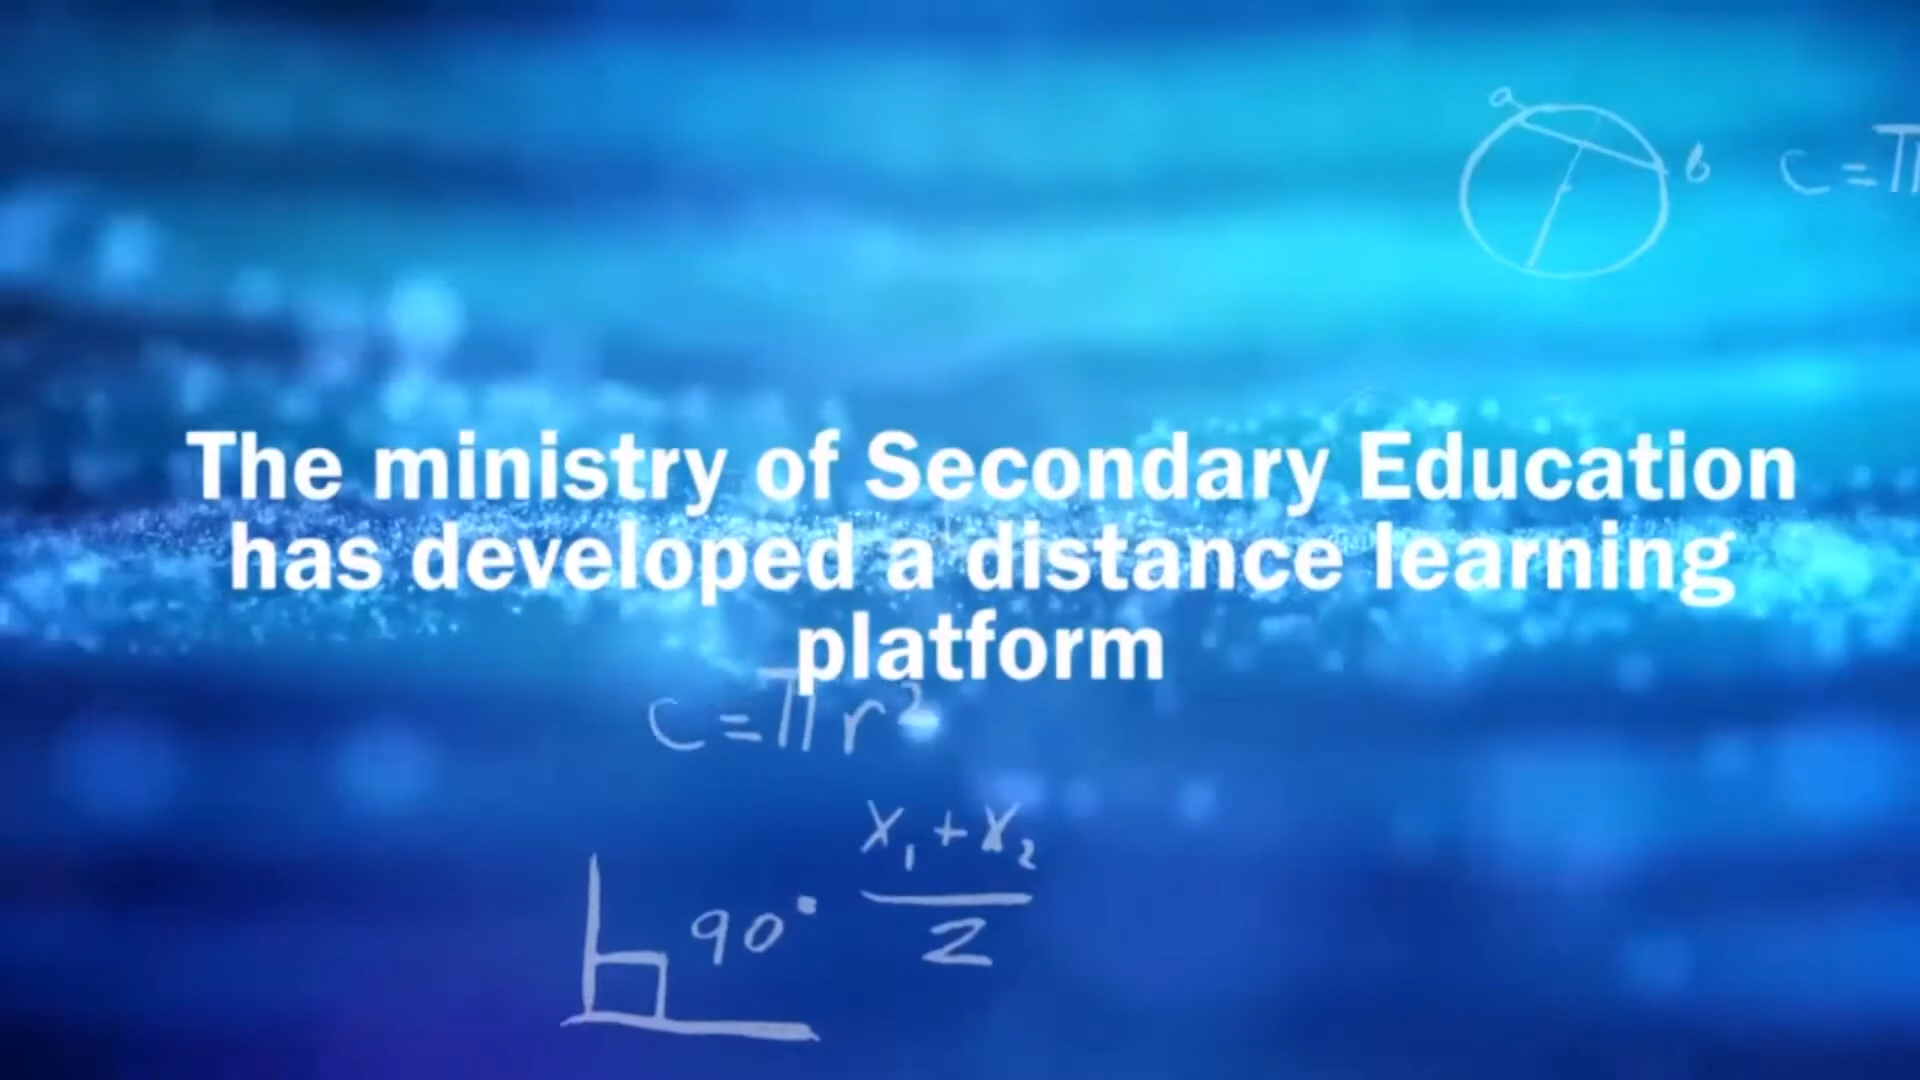 a
b C=π
The ministry of Secondary Education
has developed a distance learning
platform
C=πr²
x₁+x₂
90°
2